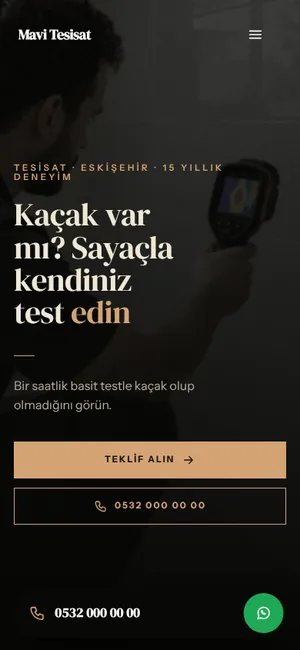 Mavi Tesisat
TESİSAT · ESKİŞEHİR · 15 YILLIK
DENEYİM
Kaçak var
mı? Sayaçla
kendiniz
test edin
Bir saatlik basit testle kaçak olup
olmadığını görün.
TEKLİF ALIN →
0532 000 00 00
0532 000 00 00